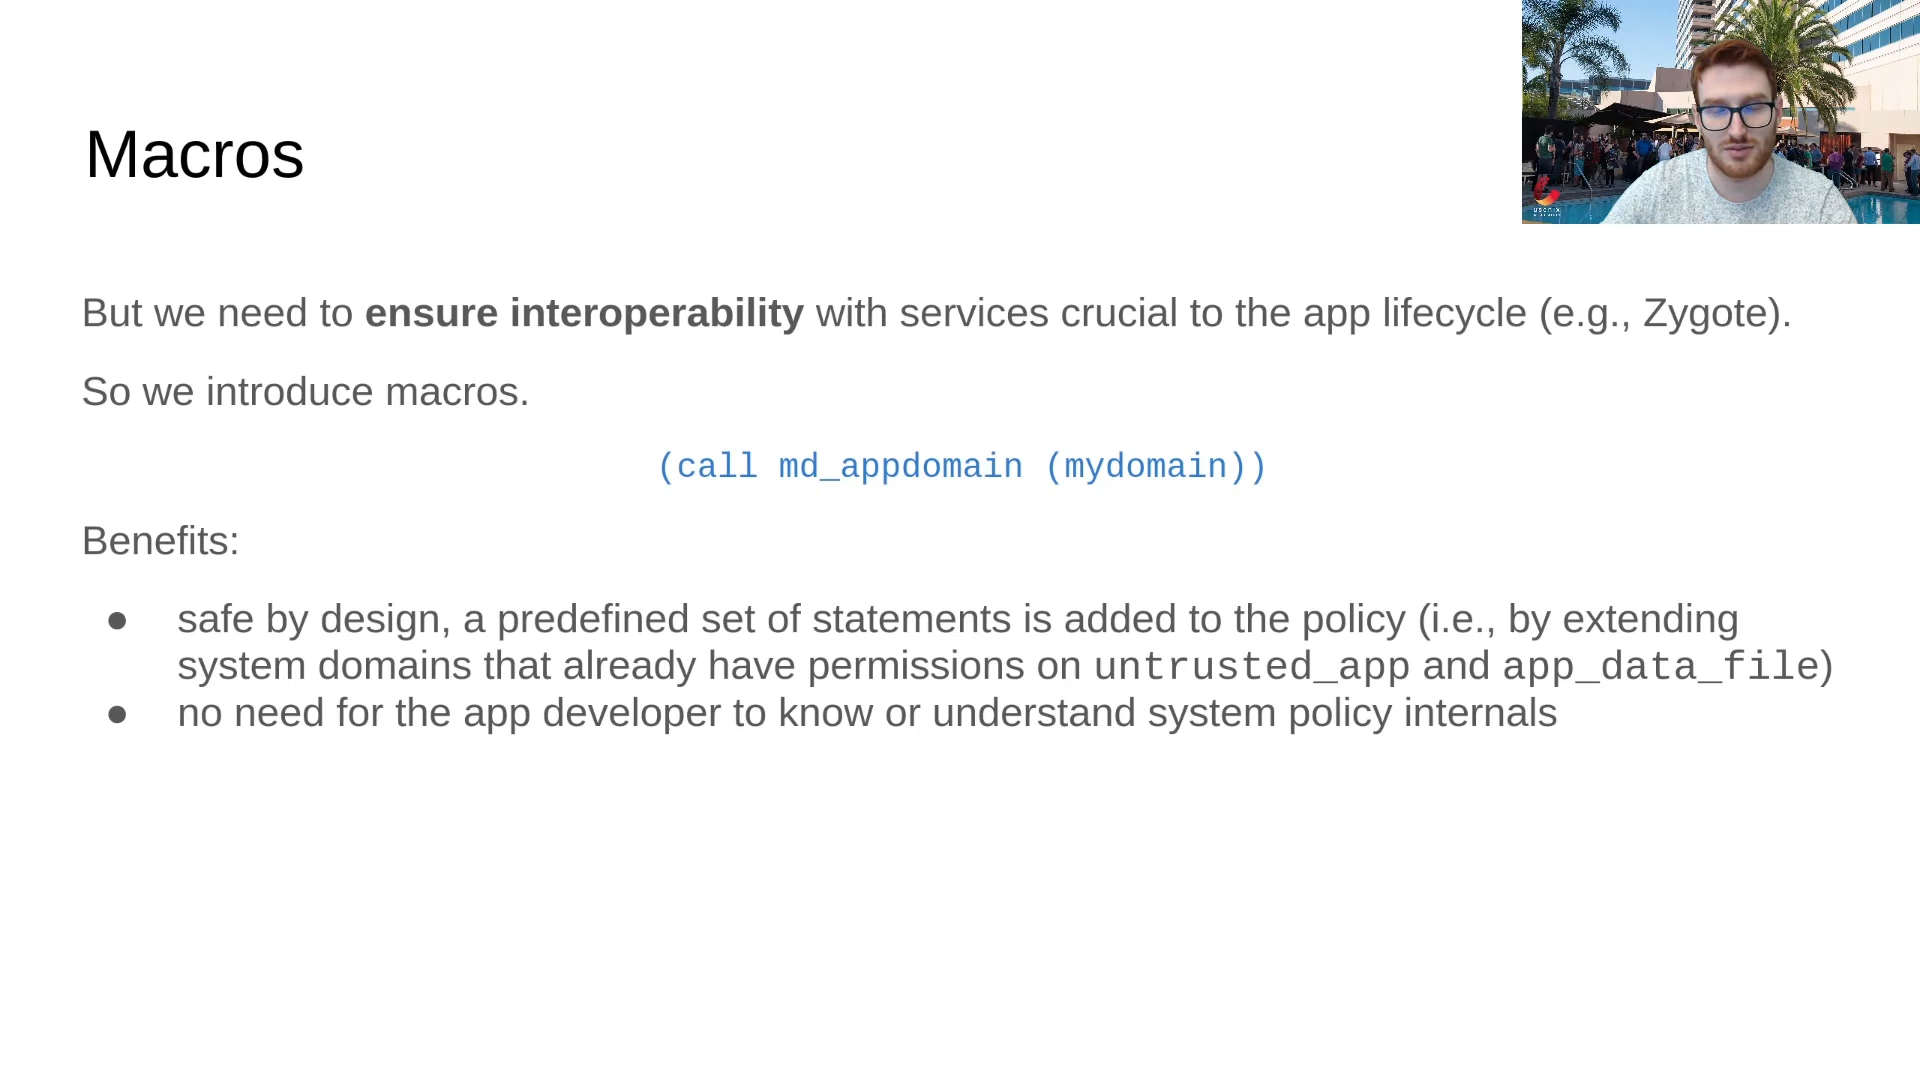 Macros
But we need to ensure interoperability with services crucial to the app lifecycle (e.g., Zygote).
So we introduce macros.
(call md_appdomain (mydomain))
Benefits:
● safe by design, a predefined set of statements is added to the policy (i.e., by extending
system domains that already have permissions on untrusted_app and app_data_file)
● no need for the app developer to know or understand system policy internals
usenix